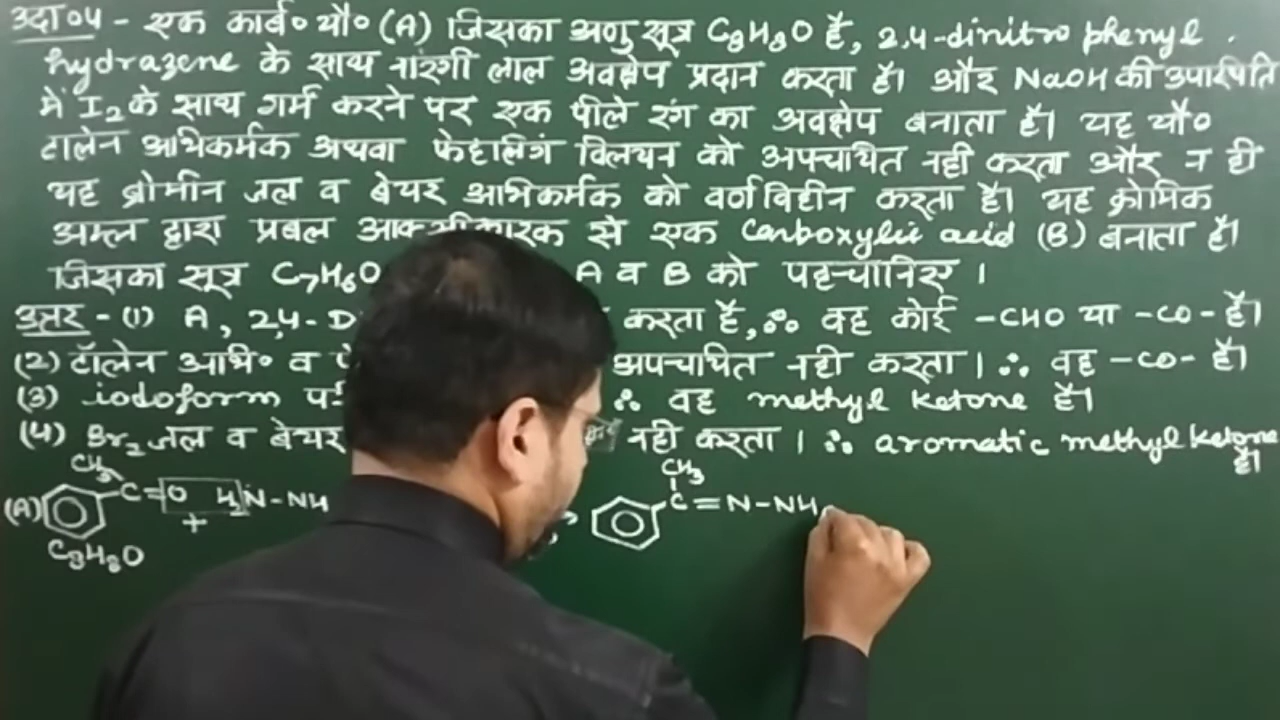 उदा० 4 - एक कार्ब० यौ० (A) जिसका अणु सूत्र C₈H₈O है, 2,4-dinitro phenyl
hydrazene के साथ नारंगी लाल अवक्षेप प्रदान करता है। और NaOH की उपस्थिति
में I₂ के साथ गर्म करने पर एक पीले रंग का अवक्षेप बनाता है। यह यौ०
टालेन अभिकर्मक अथवा फेहलिंग विलयन को अपचायित नही करता और न ही
यह ब्रोमीन जल व बेयर अभिकर्मक को वर्णविहीन करता है। यह क्रोमिक
अम्ल द्वारा प्रबल से एक Carboxylic acid (B) बनाता है।
जिसका सूत्र C₇H₆O A व B को पहचानिए।
उत्तर - (1) A, 2,4-D करता है, ∴ वह कोई -CHO या -CO- है।
(2) टॉलेन अभि० व अपचायित नही करता। ∴ वह -CO- है।
(3) iodoform ∴ वह methyl ketone है।
(4) Br₂ जल व बेयर नही करता। ∴ aromatic methyl ketone
है।
CH₃ CH₃
(A) C=O H₂N-NH C=N-NH
+
C₈H₈O